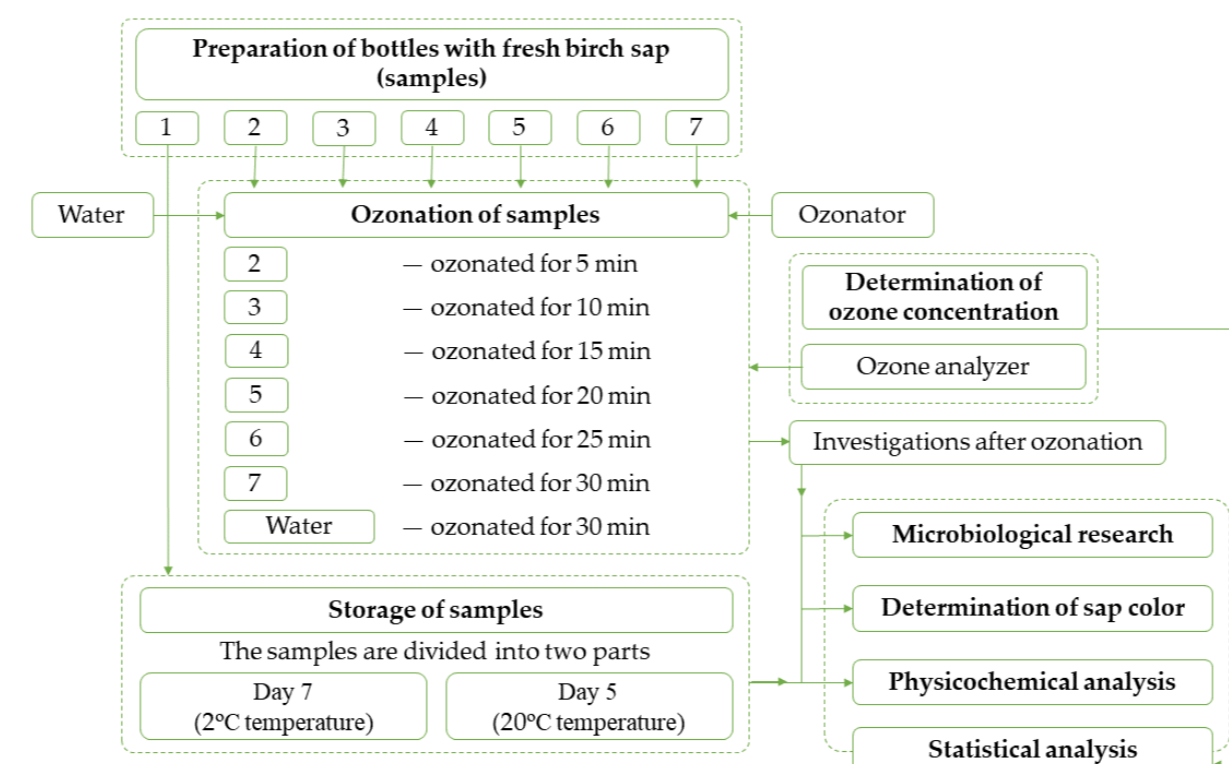 Preparation of bottles with fresh birch sap
(samples)
1 2 3 4 5 6 7
Water
Ozonation of samples
Ozonator
2 — ozonated for 5 min
3 — ozonated for 10 min
4 — ozonated for 15 min
5 — ozonated for 20 min
6 — ozonated for 25 min
7 — ozonated for 30 min
Water — ozonated for 30 min
Determination of
ozone concentration
Ozone analyzer
Investigations after ozonation
Microbiological research
Determination of sap color
Physicochemical analysis
Statistical analysis
Storage of samples
The samples are divided into two parts
Day 7
(2°C temperature)
Day 5
(20°C temperature)